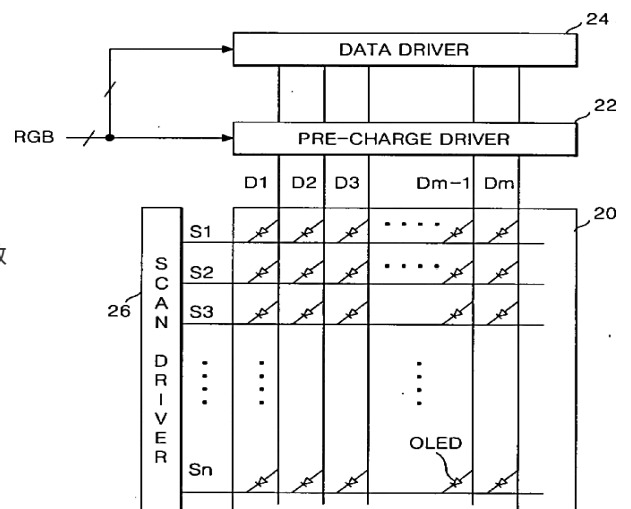 24
DATA DRIVER
22
RGB
PRE-CHARGE DRIVER
D1 D2 D3 Dm-1 Dm
20
S1
S2
26
S3
SCAN DRIVER
OLED
Sn